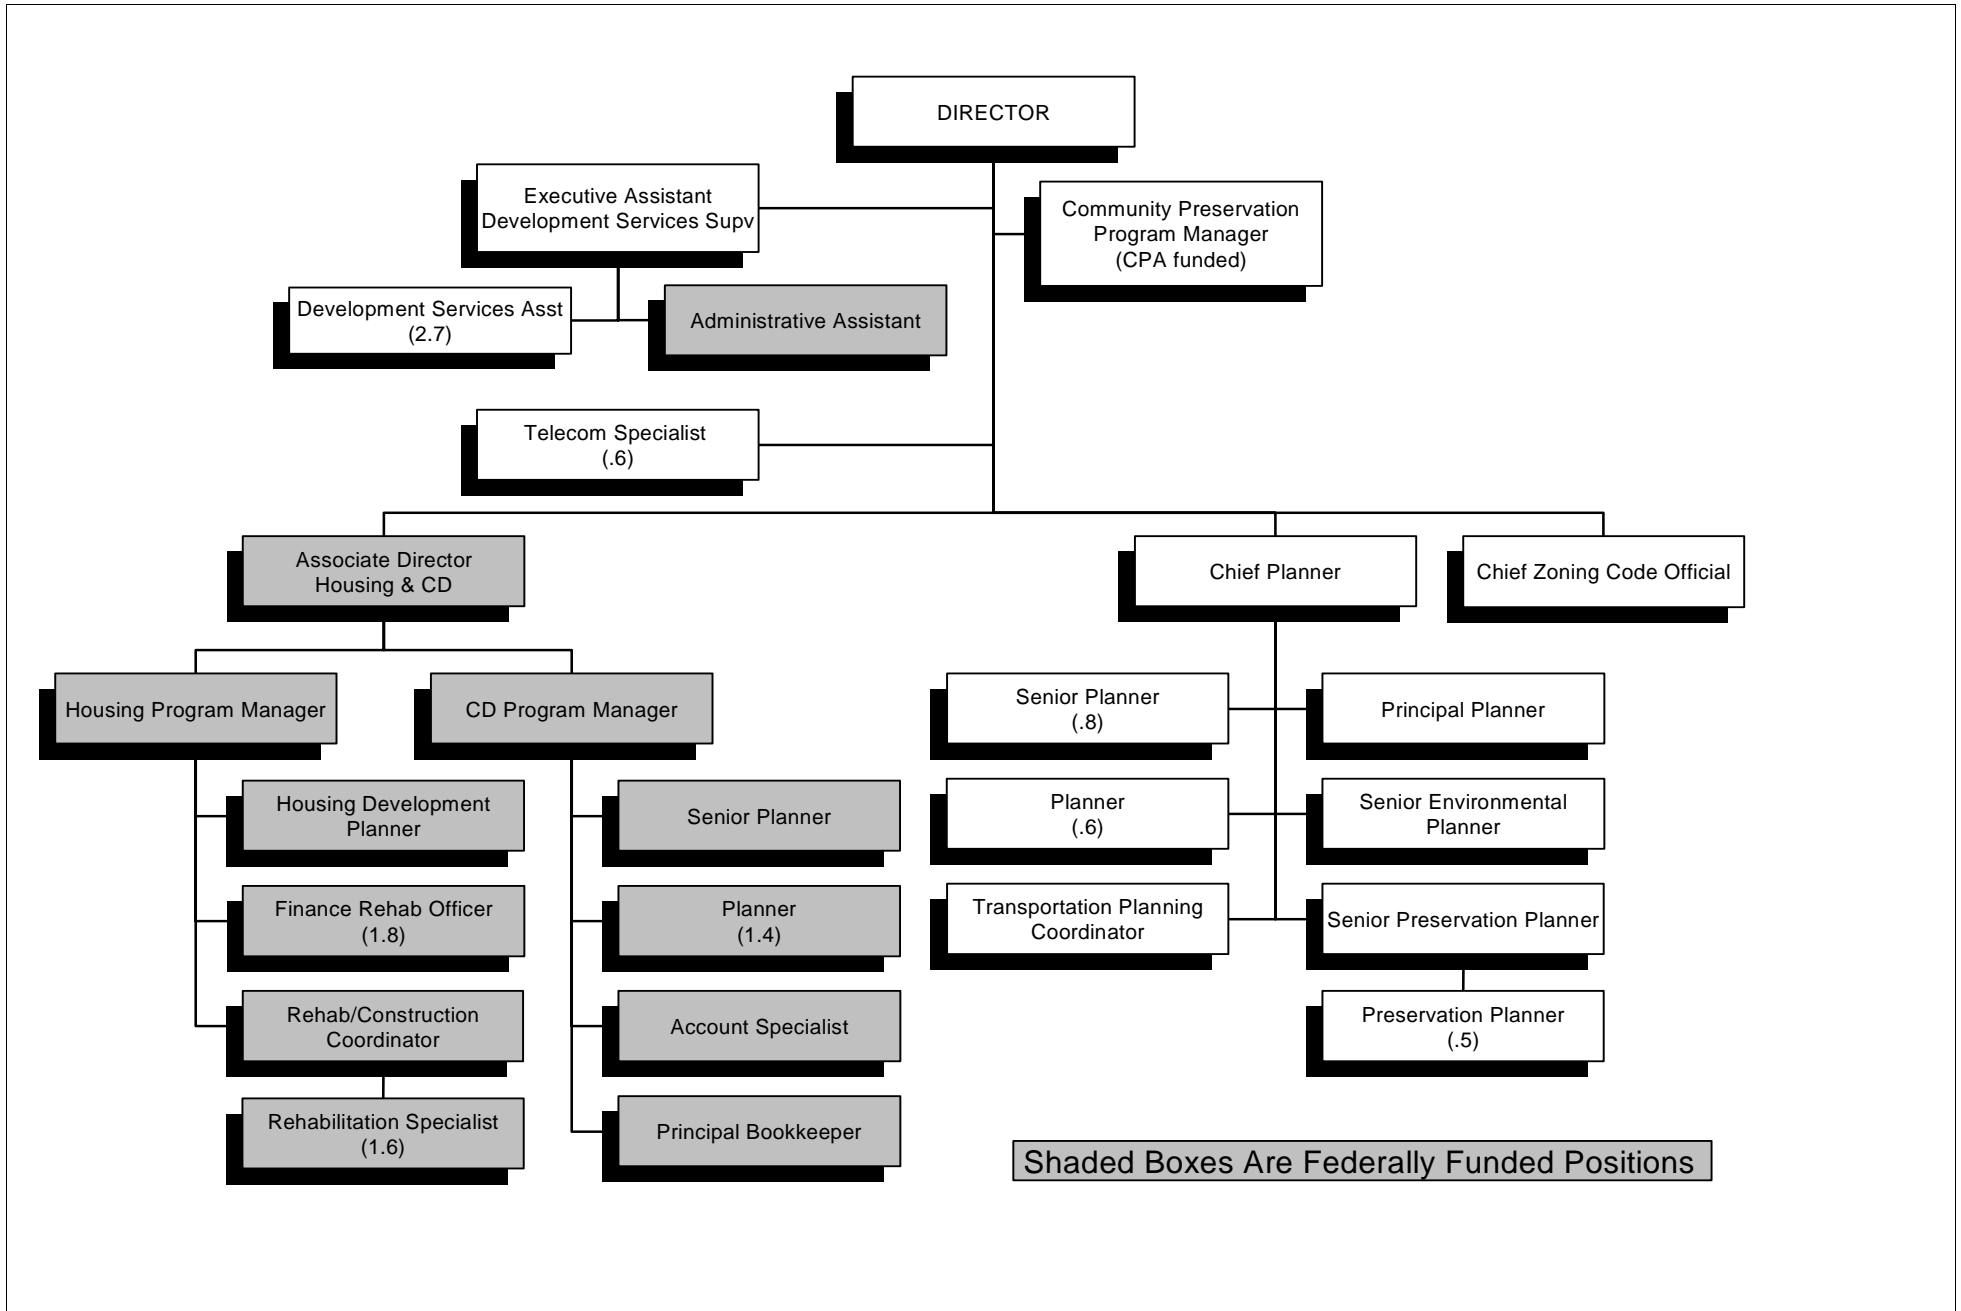 DIRECTOR
Executive Assistant
Development Services Supv
Community Preservation
Program Manager
(CPA funded)
Development Services Asst
(2.7)
Administrative Assistant
Telecom Specialist
(.6)
Associate Director
Housing & CD
Chief Planner
Chief Zoning Code Official
Housing Program Manager
CD Program Manager
Senior Planner
(.8)
Principal Planner
Housing Development
Planner
Senior Planner
Planner
(.6)
Senior Environmental
Planner
Finance Rehab Officer
(1.8)
Planner
(1.4)
Transportation Planning
Coordinator
Senior Preservation Planner
Rehab/Construction
Coordinator
Account Specialist
Preservation Planner
(.5)
Rehabilitation Specialist
(1.6)
Principal Bookkeeper
Shaded Boxes Are Federally Funded Positions